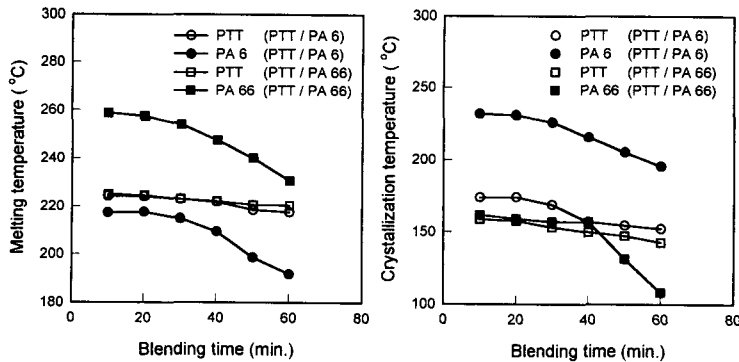 300
280
260
240
220
200
180
0 20 40 60 80
Melting temperature ( °C)
Blending time (min.)
PTT (PTT / PA 6)
PA 6 (PTT / PA 6)
PTT (PTT / PA 66)
PA 66 (PTT / PA 66)
300
250
200
150
100
0 20 40 60 80
Crystallization temperature ( °C)
Blending time (min.)
PTT (PTT / PA 6)
PA 6 (PTT / PA 6)
PTT (PTT / PA 66)
PA 66 (PTT / PA 66)